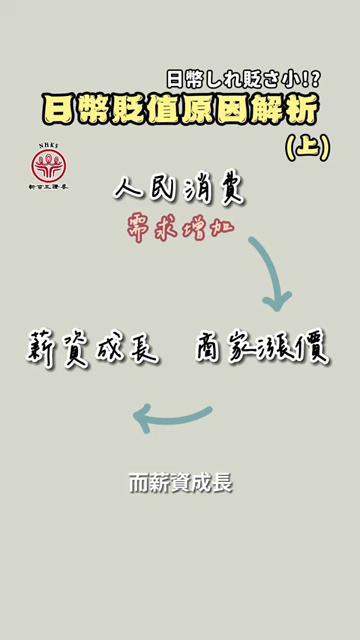 日幣しれ貶さ小!?
日幣貶值原因解析
(上)
NHKS
新百王證券
人民消費
需求增加
薪資成長 商家漲價
而薪資成長